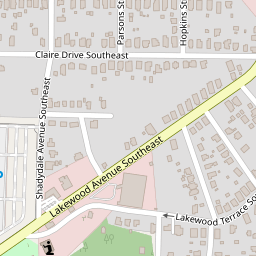 Parsons St
Hopkins St
Claire Drive Southeast
Shadydale Avenue Southeast
Lakewood Avenue Southeast
Lakewood Terrace So